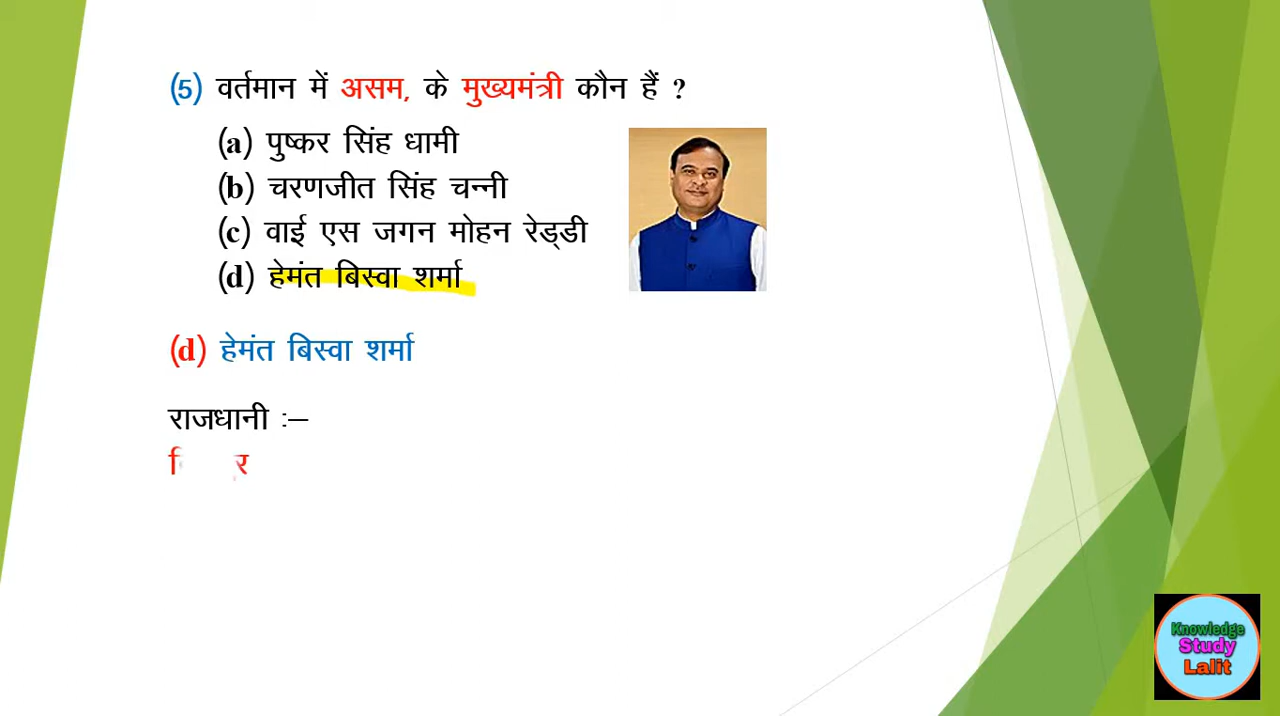 (5) वर्तमान में असम, के मुख्यमंत्री कौन हैं ?
(a) पुष्कर सिंह धामी
(b) चरणजीत सिंह चन्नी
(c) वाई एस जगन मोहन रेड्डी
(d) हेमंत बिस्वा शर्मा
(d) हेमंत बिस्वा शर्मा
राजधानी :–
Knowledge
Study
Lalit